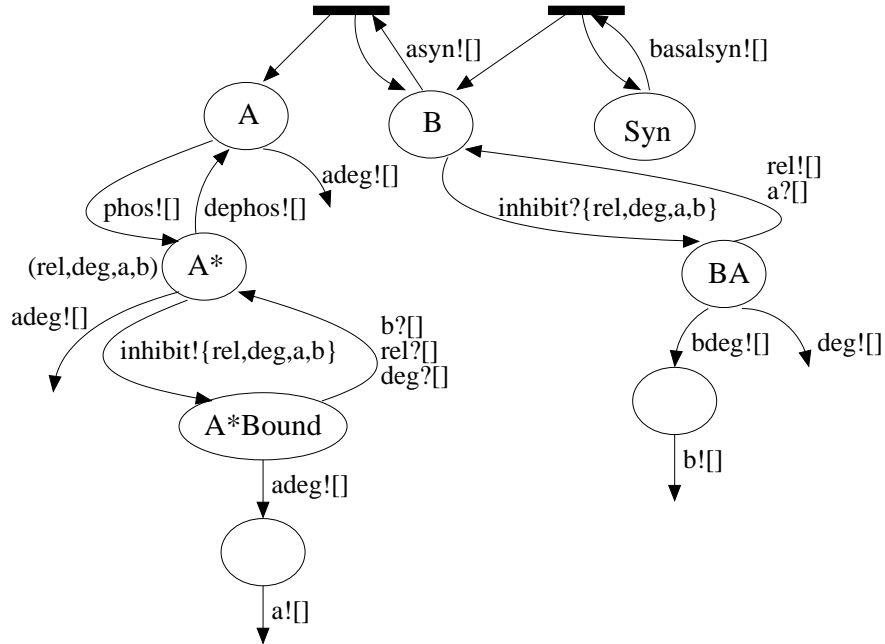 asyn![]
basalsyn![]
A
B
Syn
adeg![]
rel![]
a?[]
phos![]
dephos![]
inhibit?{rel,deg,a,b}
(rel,deg,a,b)
A*
BA
adeg![]
b?[]
rel?[]
deg?[]
inhibit!{rel,deg,a,b}
bdeg![]
deg![]
A*Bound
b![]
adeg![]
a![]